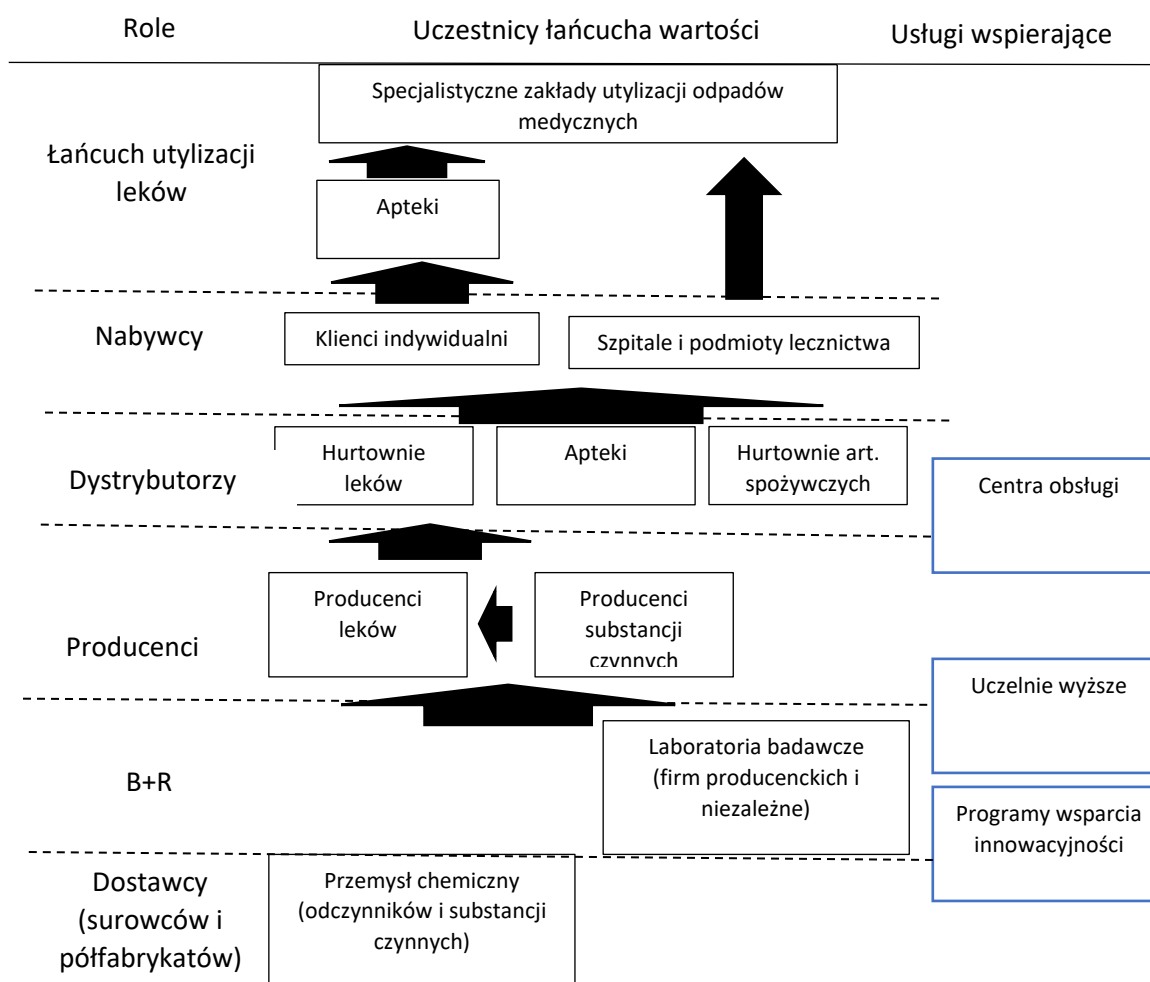 Role
Uczestnicy łańcucha wartości
Usługi wspierające
Specjalistyczne zakłady utylizacji odpadów
medycznych
Łańcuch utylizacji
leków
Apteki
Nabywcy
Klienci indywidualni
Szpitale i podmioty lecznictwa
Dystrybutorzy
Hurtownie
leków
Apteki
Hurtownie art.
spożywczych
Centra obsługi
Producenci
Producenci
leków
Producenci
substancji
czynnych
Uczelnie wyższe
B+R
Laboratoria badawcze
(firm producenckich i
niezależne)
Programy wsparcia
innowacyjności
Dostawcy
(surowców i
półfabrykatów)
Przemysł chemiczny
(odczynników i substancji
czynnych)